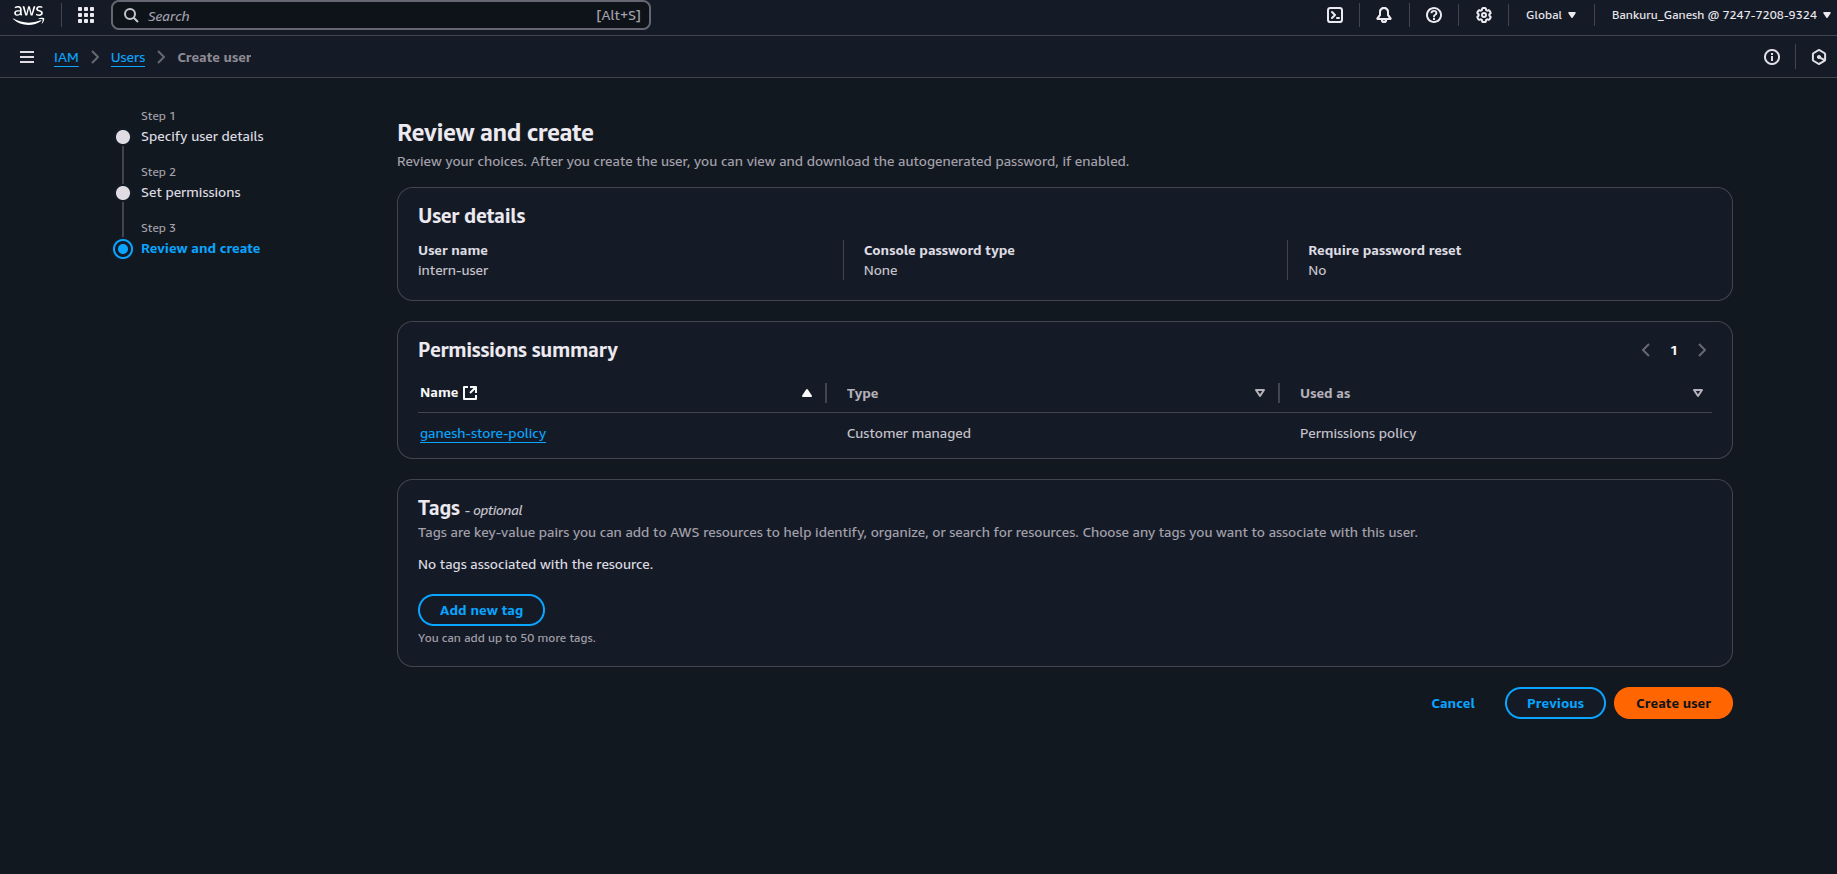 aws
Search [Alt+S]
Global
Bankuru_Ganesh @ 7247-7208-9324
IAM
Users
Create user
Step 1
Specify user details
Step 2
Set permissions
Step 3
Review and create
Review and create
Review your choices. After you create the user, you can view and download the autogenerated password, if enabled.
User details
User name
intern-user
Console password type
None
Require password reset
No
Permissions summary
1
Name
Type
Used as
ganesh-store-policy
Customer managed
Permissions policy
Tags - optional
Tags are key-value pairs you can add to AWS resources to help identify, organize, or search for resources. Choose any tags you want to associate with this user.
No tags associated with the resource.
Add new tag
You can add up to 50 more tags.
Cancel
Previous
Create user